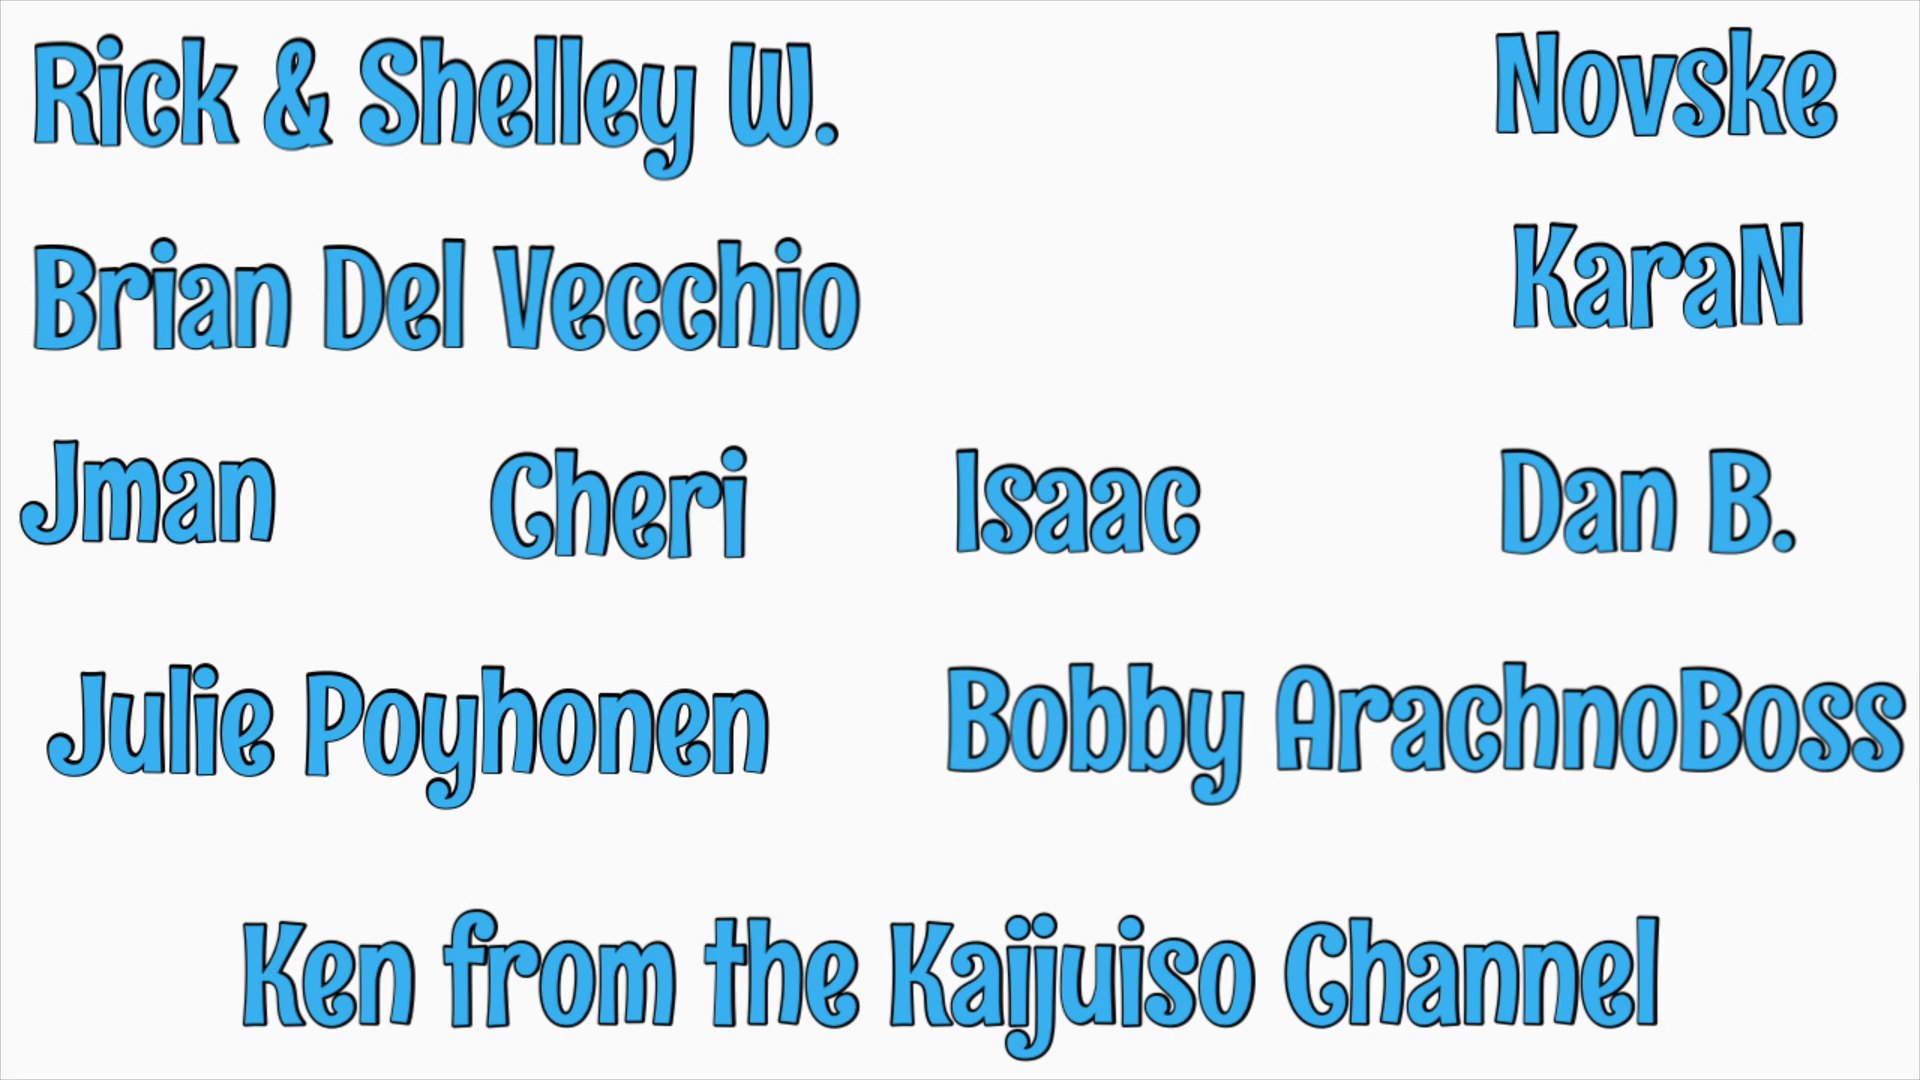 Rick & Shelley W. Novske
Brian Del Vecchio KaraN
Jman Cheri Isaac Dan B.
Julie Poyhonen Bobby ArachnoBoss
Ken from the Kaijuiso Channel